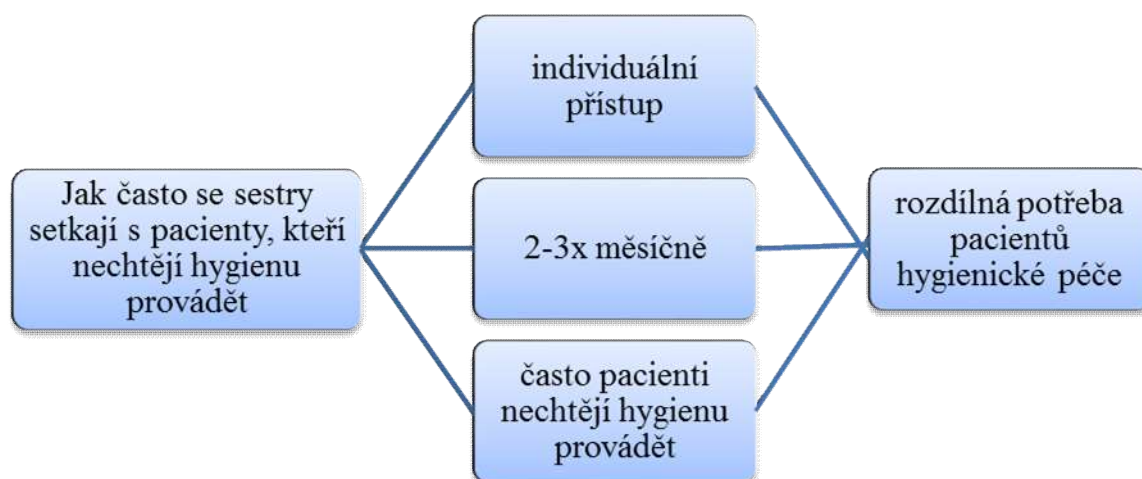 Jak často se sestry
setkají s pacienty, kteří
nechtějí hygienu
provádět
individuální
přístup
2-3x měsíčně
často pacienti
nechtějí hygienu
provádět
rozdílná potřeba
pacientů
hygienické péče